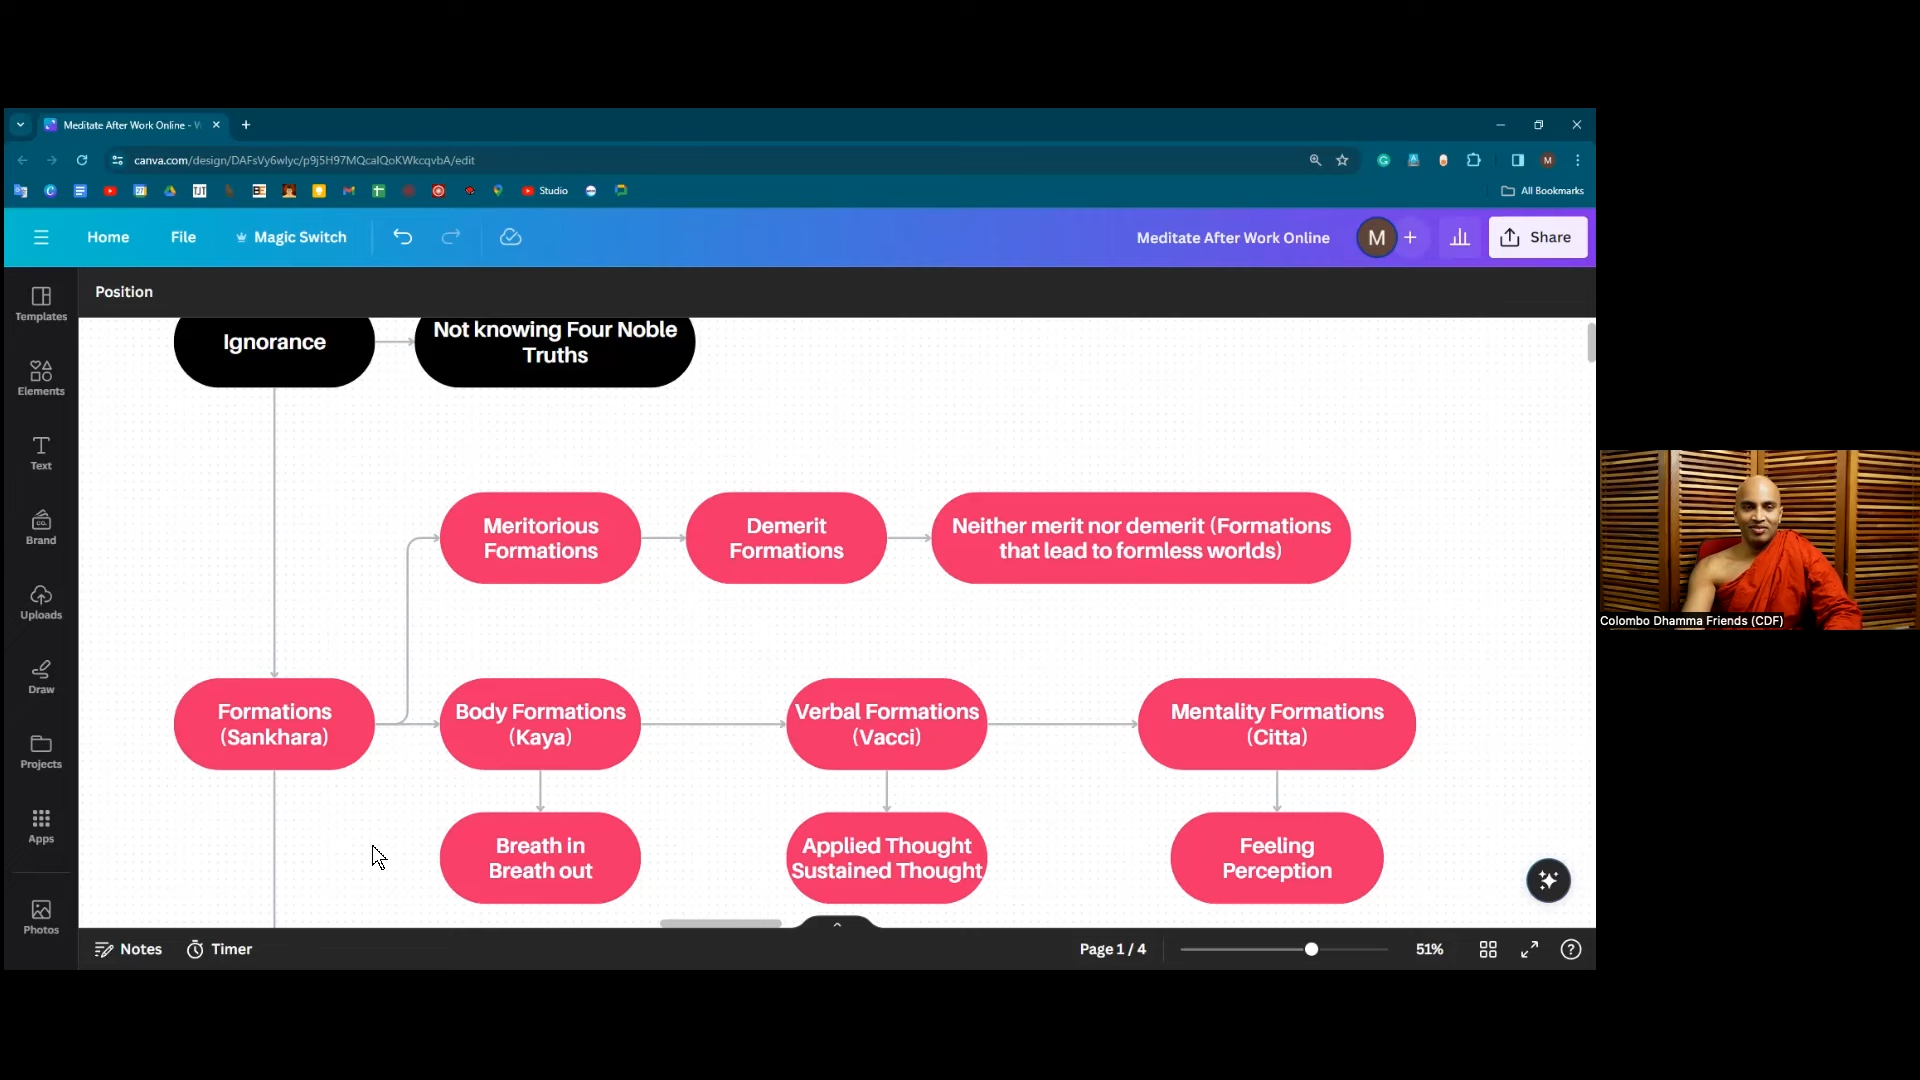 Meditate After Work Online -
canva.com/design/DAFsVy6wlyc/p9j5H97MQcaIQoKWkcqvbA/edit
Studio
All Bookmarks
Home
File
Magic Switch
Meditate After Work Online
M
Share
Position
Templates
Elements
Text
Brand
Uploads
Draw
Projects
Apps
Photos
Ignorance
Not knowing Four Noble
Truths
Meritorious
Formations
Demerit
Formations
Neither merit nor demerit (Formations
that lead to formless worlds)
Formations
(Sankhara)
Body Formations
(Kaya)
Verbal Formations
(Vacci)
Mentality Formations
(Citta)
Breath in
Breath out
Applied Thought
Sustained Thought
Feeling
Perception
Notes
Timer
Page 1 / 4
51%
Colombo Dhamma Friends (CDF)